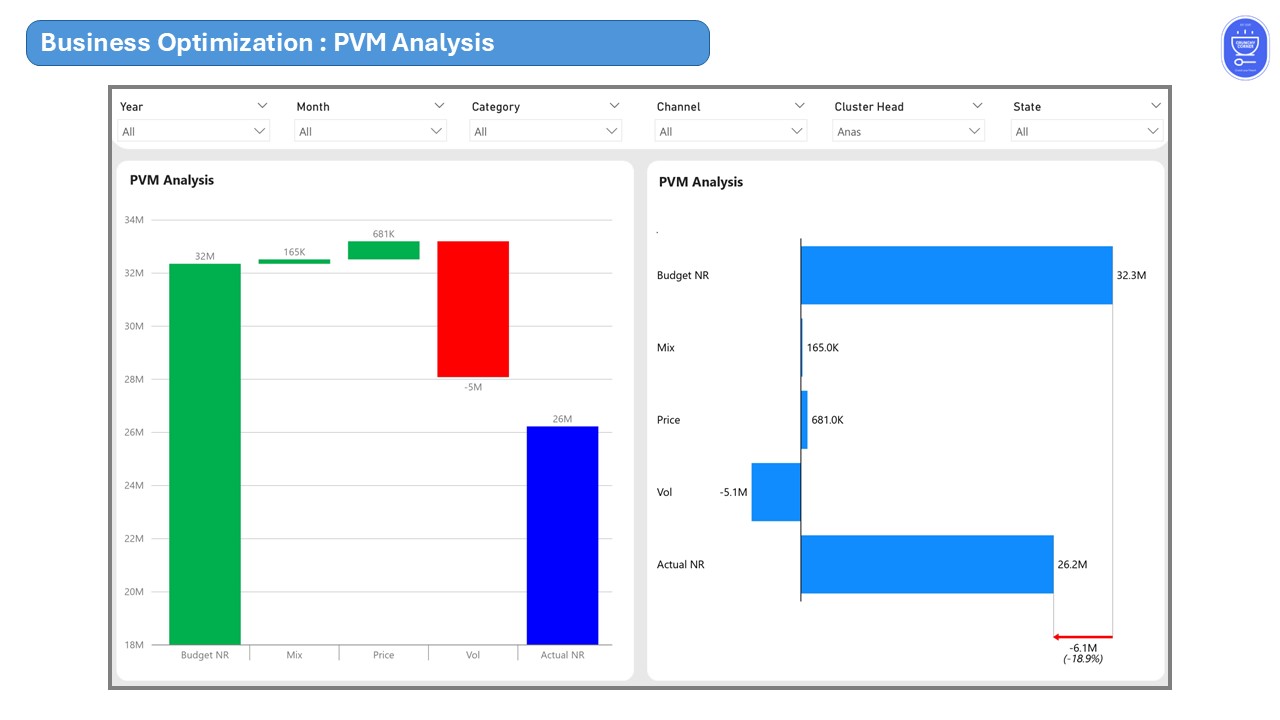 Business Optimization : PVM Analysis
CRUNCHY
CORNER
Year
Month
Category
Channel
Cluster Head
State
All
All
All
All
Anas
All
PVM Analysis
34M
32M
30M
28M
26M
24M
22M
20M
18M
32M
165K
681K
-5M
26M
Budget NR
Mix
Price
Vol
Actual NR
PVM Analysis
.
Budget NR
32.3M
Mix
165.0K
Price
681.0K
Vol
-5.1M
Actual NR
26.2M
-6.1M
(-18.9%)